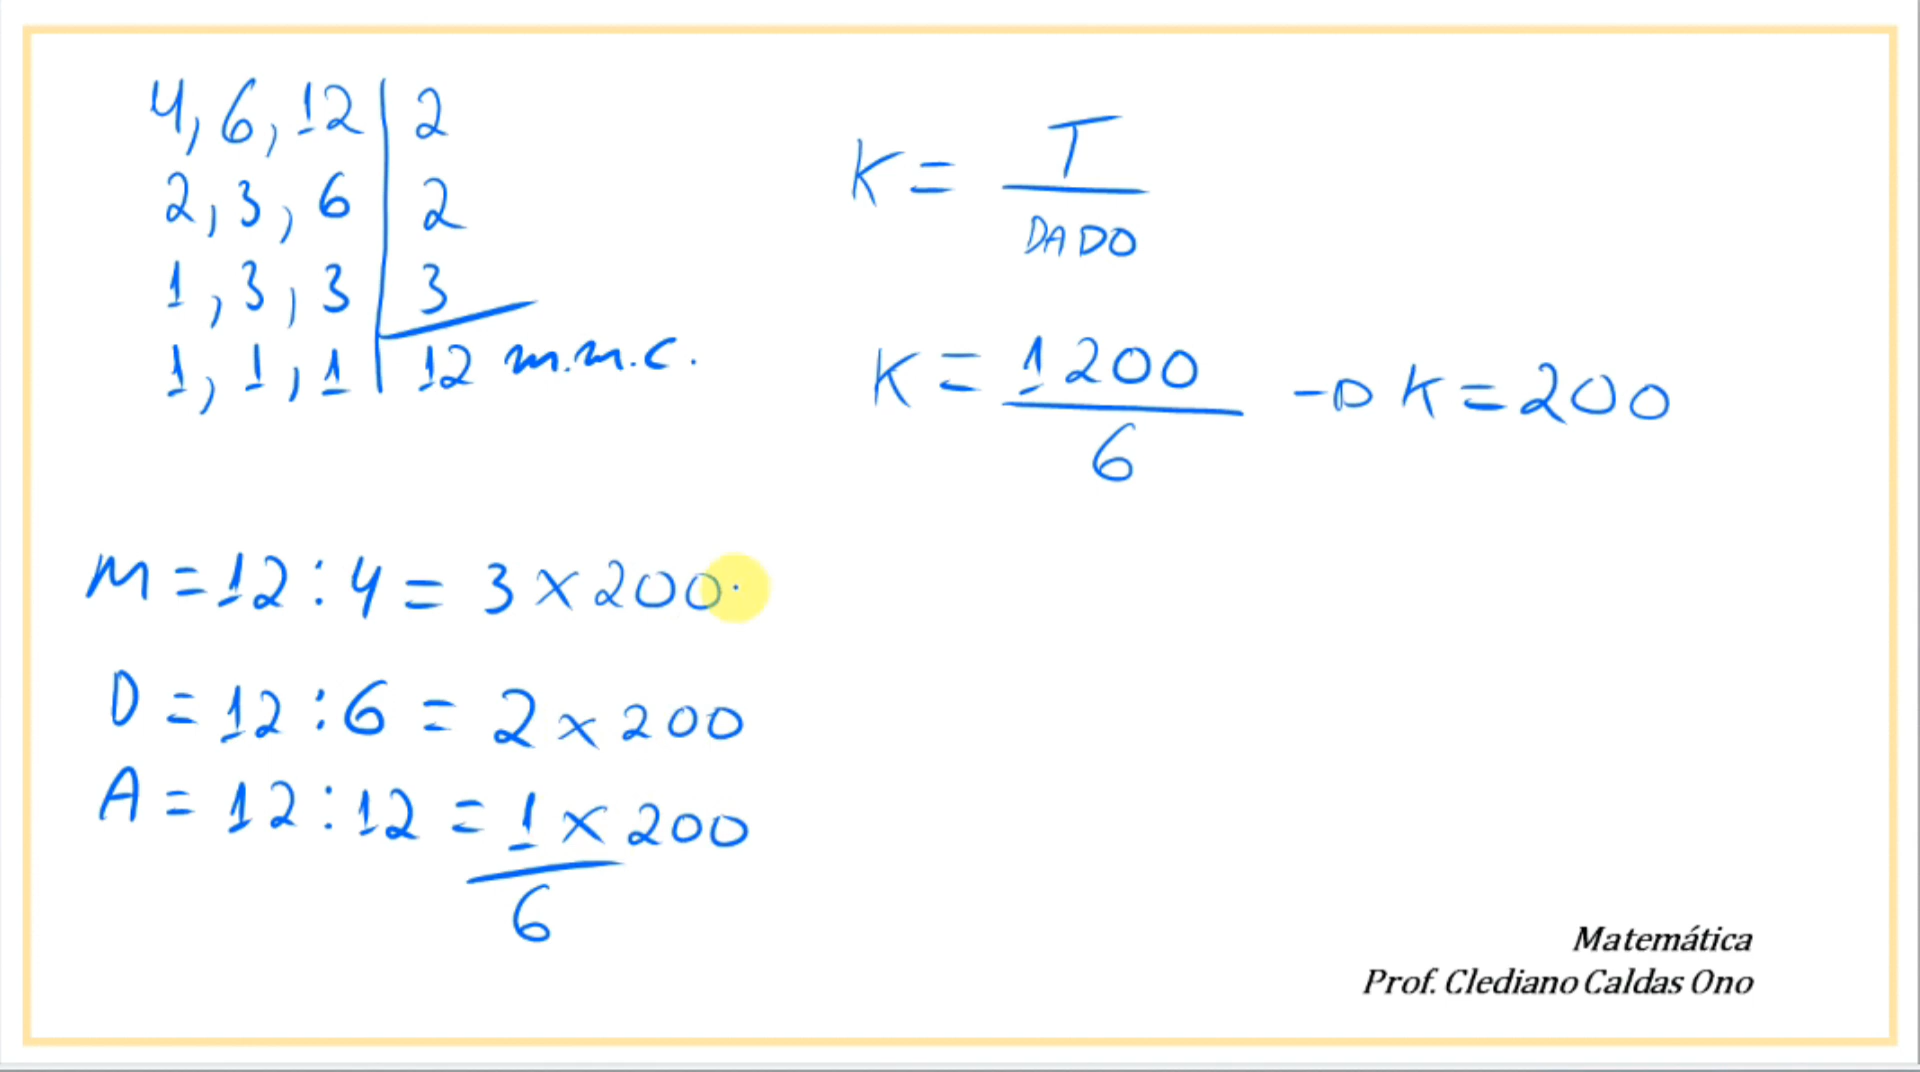 4, 6, 12 | 2
2, 3, 6 | 2
1, 3, 3 | 3
1, 1, 1 | 12 m.m.c.
K = T
DADO
K = 1200 → K = 200
6
M = 12 : 4 = 3 x 200
D = 12 : 6 = 2 x 200
A = 12 : 12 = 1 x 200
6
Matemática
Prof. Clediano Caldas Ono